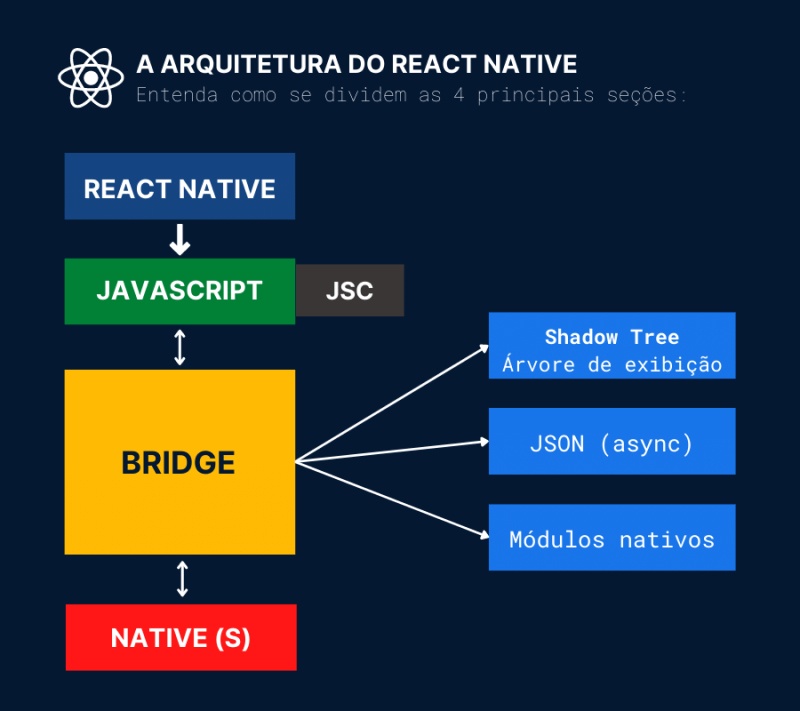 A ARQUITETURA DO REACT NATIVE
Entenda como se dividem as 4 principais seções:
REACT NATIVE
JAVASCRIPT
JSC
BRIDGE
Shadow Tree
Árvore de exibição
JSON (async)
Módulos nativos
NATIVE (S)